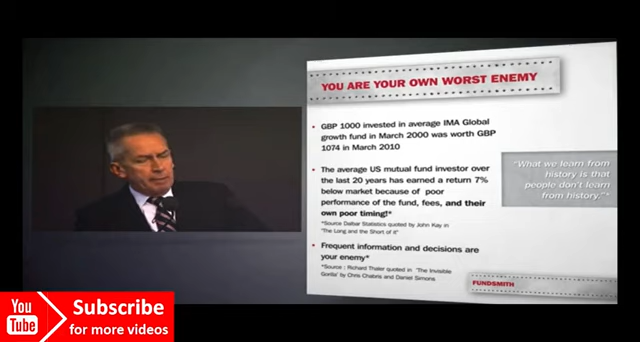 YOU ARE YOUR OWN WORST ENEMY
• GBP 1000 invested in average IMA Global
growth fund in March 2000 was worth GBP
1074 in March 2010
• The average US mutual fund investor over
the last 20 years has earned a return 7%
below market because of poor
performance of the fund, fees, and their
own poor timing!*
*Source Dalbar Statistics quoted by John Kay in
'The Long and the Short of it'
• Frequent information and decisions are
your enemy*
*Source : Richard Thaler quoted in 'The Invisible
Gorilla' by Chris Chabris and Daniel Simons
"What we learn from
history is that
people don't learn
from history."*
FUNDSMITH
You
Tube
Subscribe
for more videos